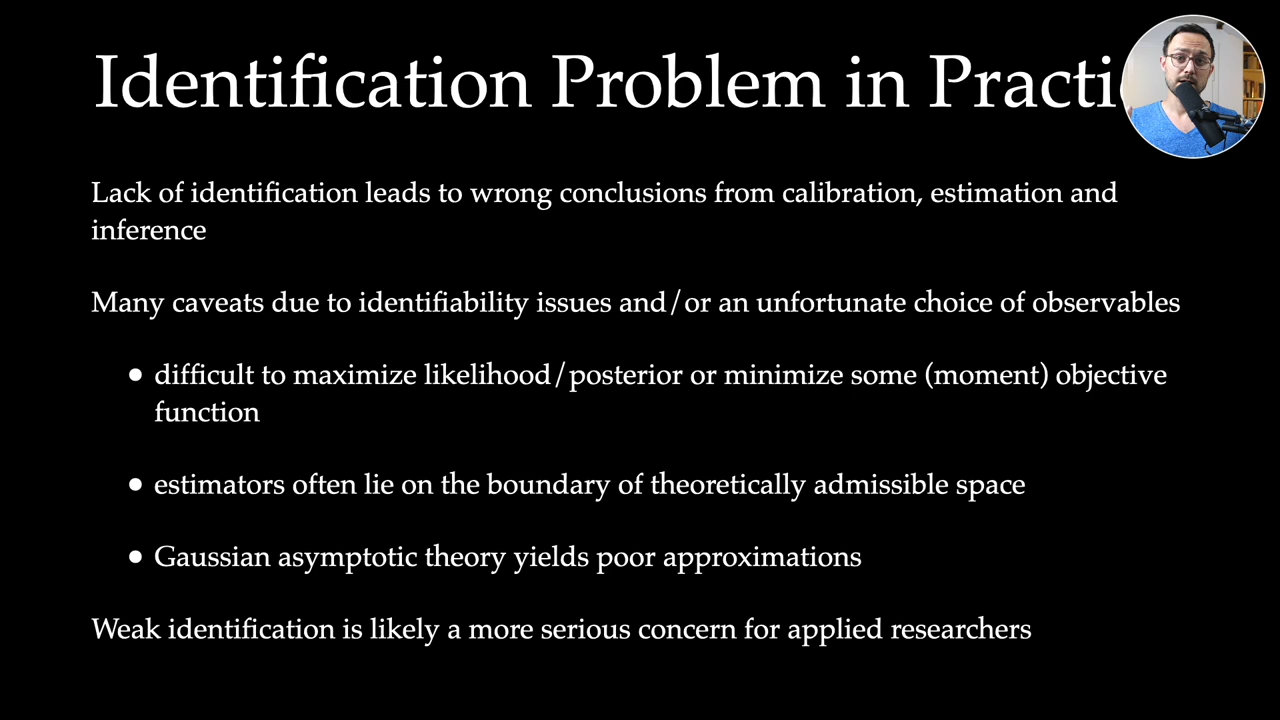 Identification Problem in Practi
Lack of identification leads to wrong conclusions from calibration, estimation and
inference
Many caveats due to identifiability issues and/or an unfortunate choice of observables
● difficult to maximize likelihood/posterior or minimize some (moment) objective
function
● estimators often lie on the boundary of theoretically admissible space
● Gaussian asymptotic theory yields poor approximations
Weak identification is likely a more serious concern for applied researchers